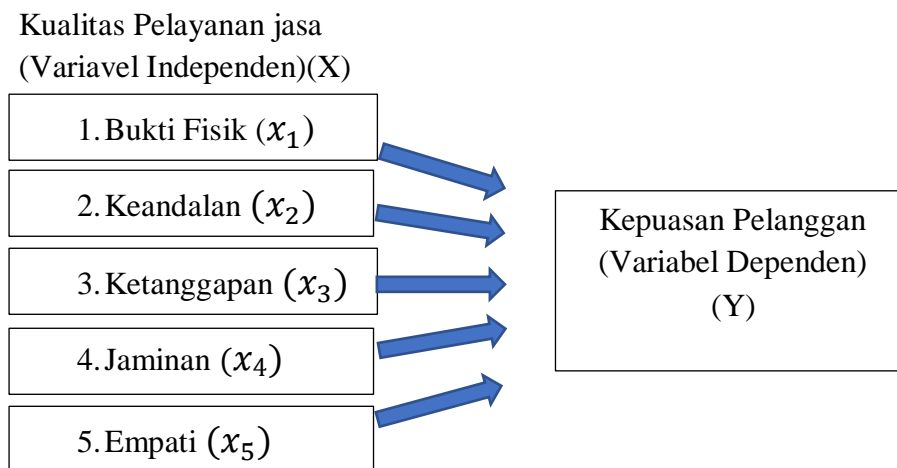 Kualitas Pelayanan jasa
(Variavel Independen)(X)
1. Bukti Fisik (x₁)
2. Keandalan (x₂)
3. Ketanggapan (x₃)
4. Jaminan (x₄)
5. Empati (x₅)
Kepuasan Pelanggan
(Variabel Dependen)
(Y)